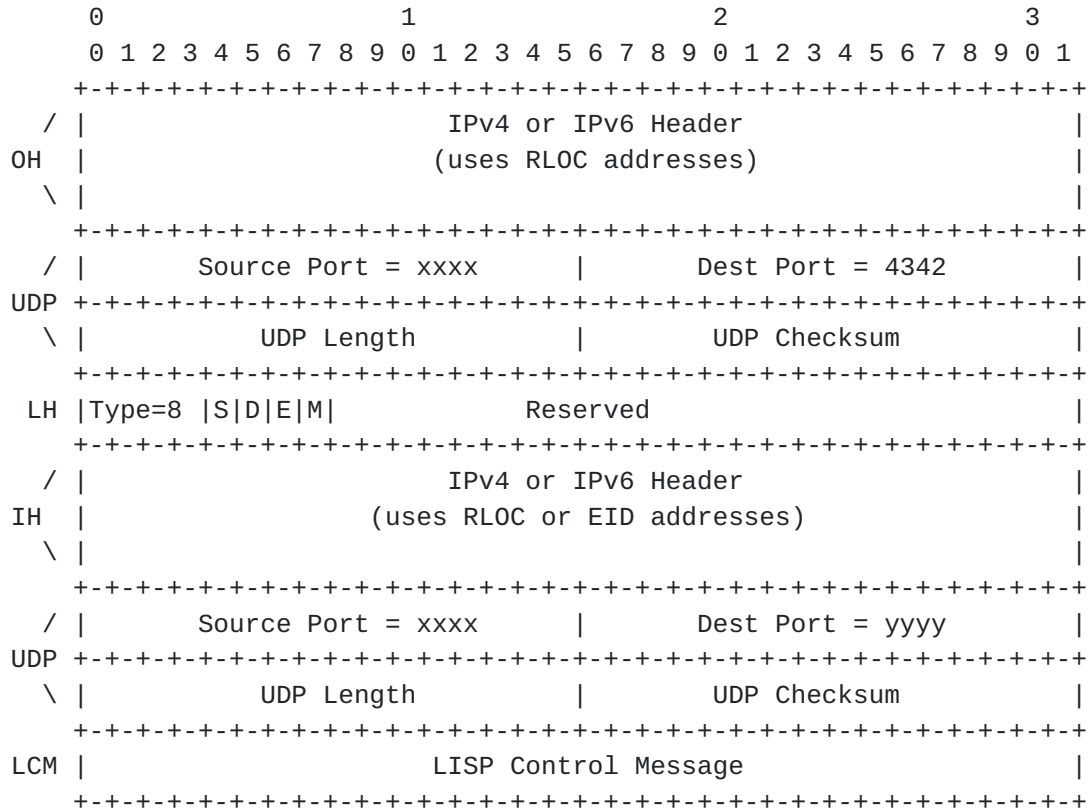 0                   1                   2                   3
 0 1 2 3 4 5 6 7 8 9 0 1 2 3 4 5 6 7 8 9 0 1 2 3 4 5 6 7 8 9 0 1
    +-+-+-+-+-+-+-+-+-+-+-+-+-+-+-+-+-+-+-+-+-+-+-+-+-+-+-+-+-+-+-+-+
  / |                       IPv4 or IPv6 Header                     |
OH  |                      (uses RLOC addresses)                    |
  \ |                                                               |
    +-+-+-+-+-+-+-+-+-+-+-+-+-+-+-+-+-+-+-+-+-+-+-+-+-+-+-+-+-+-+-+-+
  / |       Source Port = xxxx      |       Dest Port = 4342        |
UDP +-+-+-+-+-+-+-+-+-+-+-+-+-+-+-+-+-+-+-+-+-+-+-+-+-+-+-+-+-+-+-+-+
  \ |           UDP Length          |        UDP Checksum           |
    +-+-+-+-+-+-+-+-+-+-+-+-+-+-+-+-+-+-+-+-+-+-+-+-+-+-+-+-+-+-+-+-+
 LH |Type=8 |S|D|E|M|            Reserved                           |
    +-+-+-+-+-+-+-+-+-+-+-+-+-+-+-+-+-+-+-+-+-+-+-+-+-+-+-+-+-+-+-+-+
  / |                       IPv4 or IPv6 Header                     |
IH  |                  (uses RLOC or EID addresses)                 |
  \ |                                                               |
    +-+-+-+-+-+-+-+-+-+-+-+-+-+-+-+-+-+-+-+-+-+-+-+-+-+-+-+-+-+-+-+-+
  / |       Source Port = xxxx      |       Dest Port = yyyy        |
UDP +-+-+-+-+-+-+-+-+-+-+-+-+-+-+-+-+-+-+-+-+-+-+-+-+-+-+-+-+-+-+-+-+
  \ |           UDP Length          |        UDP Checksum           |
    +-+-+-+-+-+-+-+-+-+-+-+-+-+-+-+-+-+-+-+-+-+-+-+-+-+-+-+-+-+-+-+-+
LCM |                      LISP Control Message                     |
    +-+-+-+-+-+-+-+-+-+-+-+-+-+-+-+-+-+-+-+-+-+-+-+-+-+-+-+-+-+-+-+-+